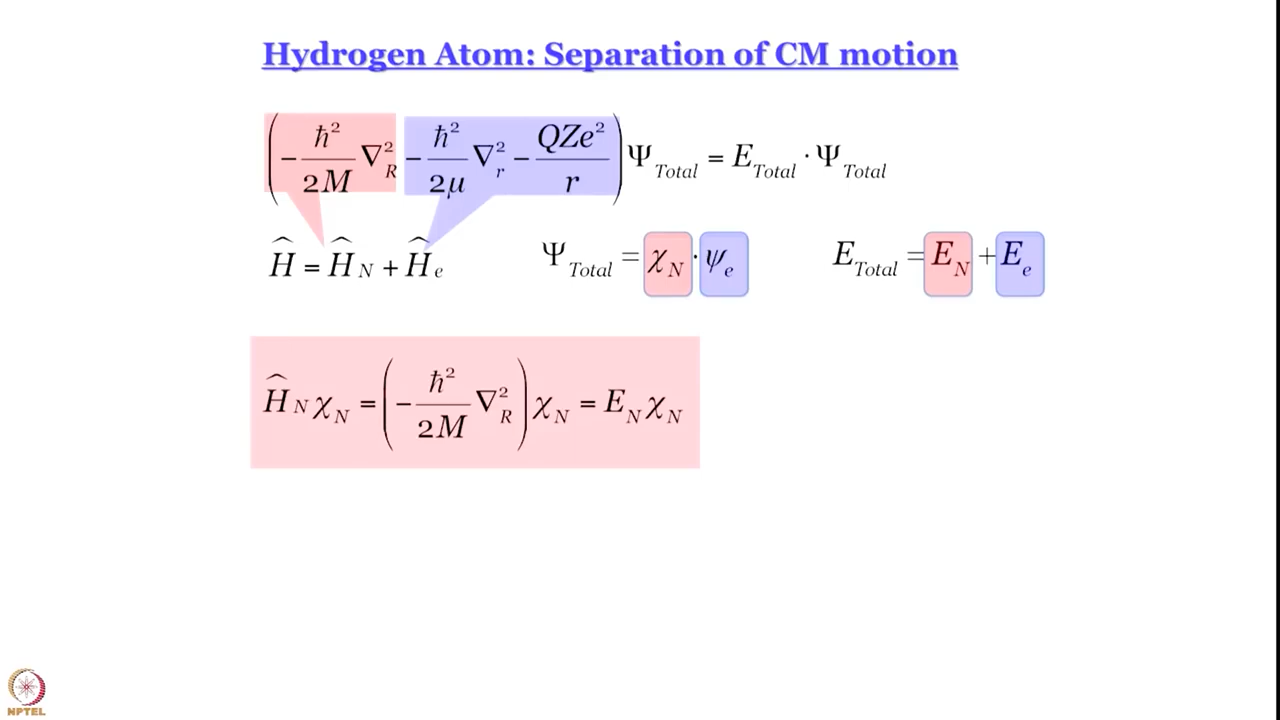 Hydrogen Atom: Separation of CM motion
(-ħ²/2M ∇²_R - ħ²/2μ ∇²_r - QZe²/r) Ψ_Total = E_Total · Ψ_Total
Ĥ = Ĥ_N + Ĥ_e Ψ_Total = χ_N · ψ_e E_Total = E_N + E_e
Ĥ_N χ_N = (-ħ²/2M ∇²_R) χ_N = E_N χ_N
NPTEL